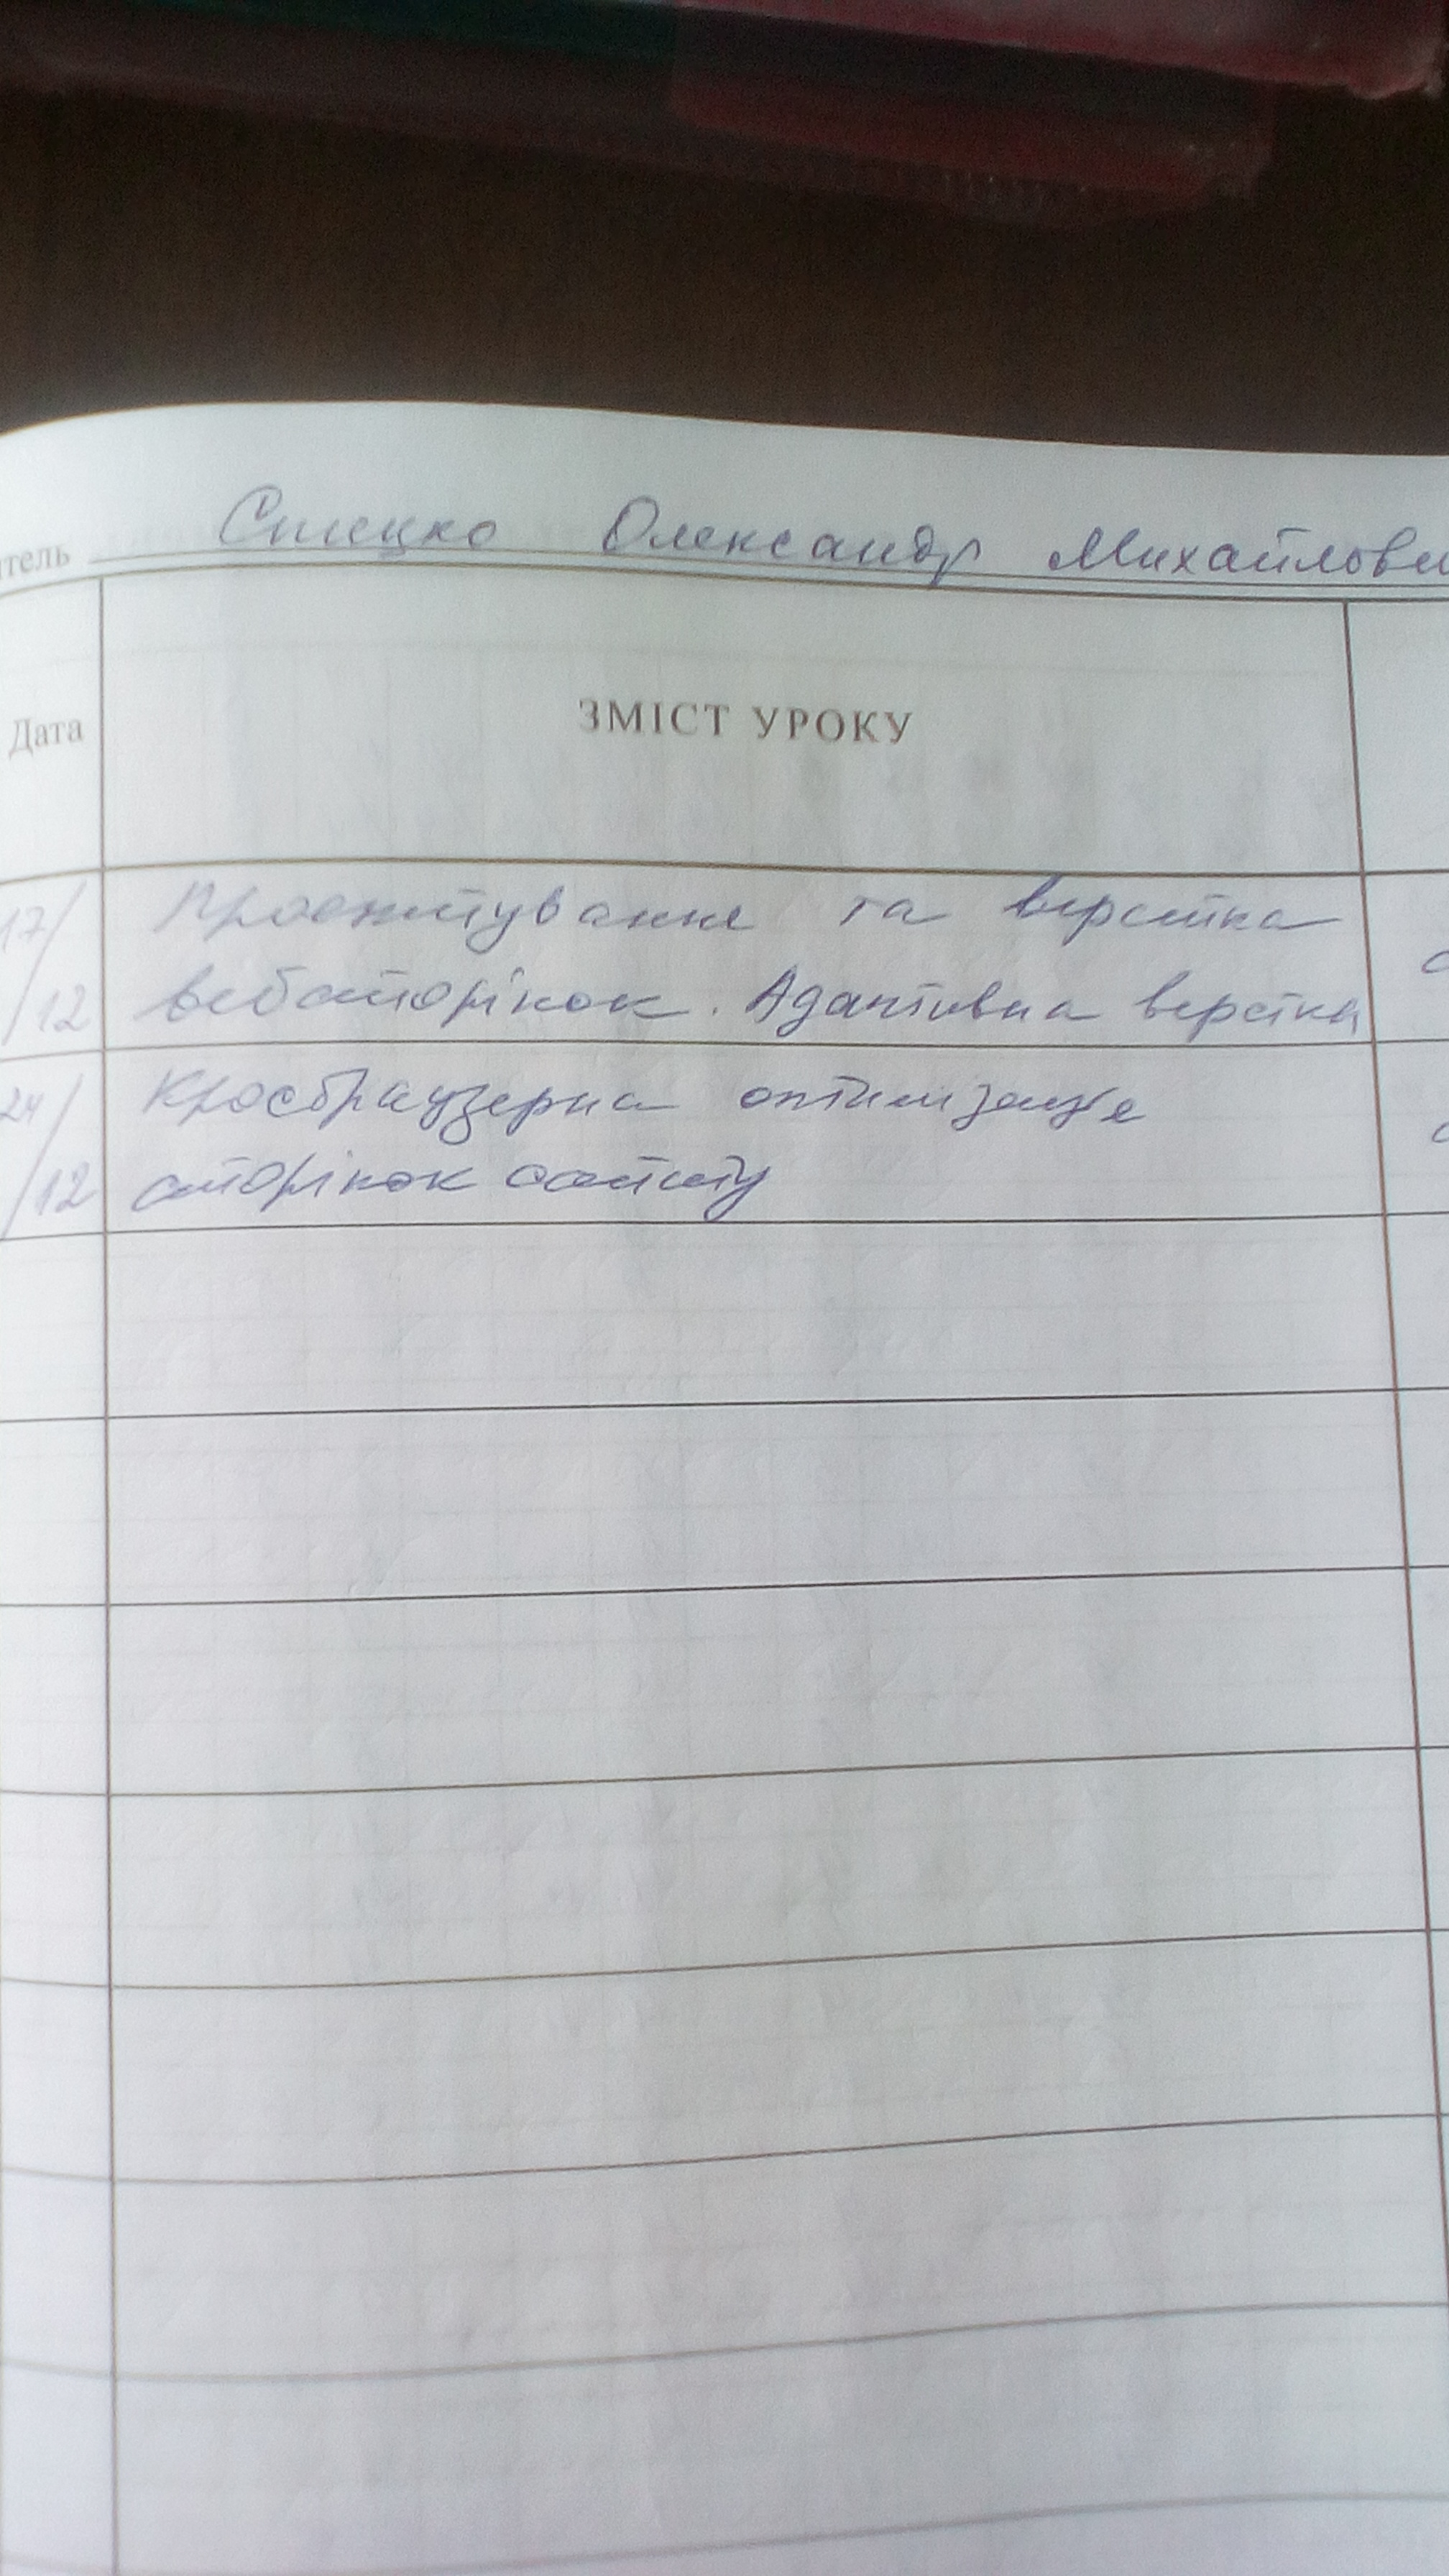 тель Стецко Олександр Михайлови
Дата ЗМІСТ УРОКУ
17/12 Проектування та верстка
вебсторінок. Адаптивна верстка
24/12 Кросбраузерна оптимізація
сторінок сайту